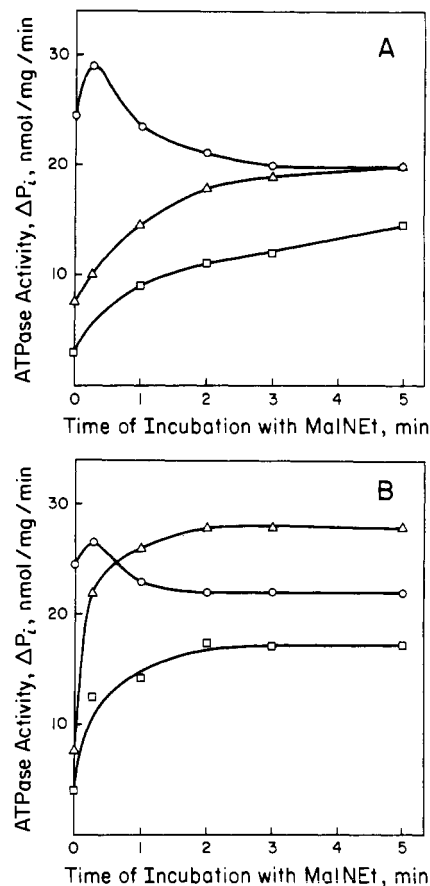 A
30
20
10
ATPase Activity, ΔPi, nmol/mg/min
0 1 2 3 4 5
Time of Incubation with MalNEt, min
B
30
20
10
ATPase Activity, ΔPi, nmol/mg/min
0 1 2 3 4 5
Time of Incubation with MalNEt, min